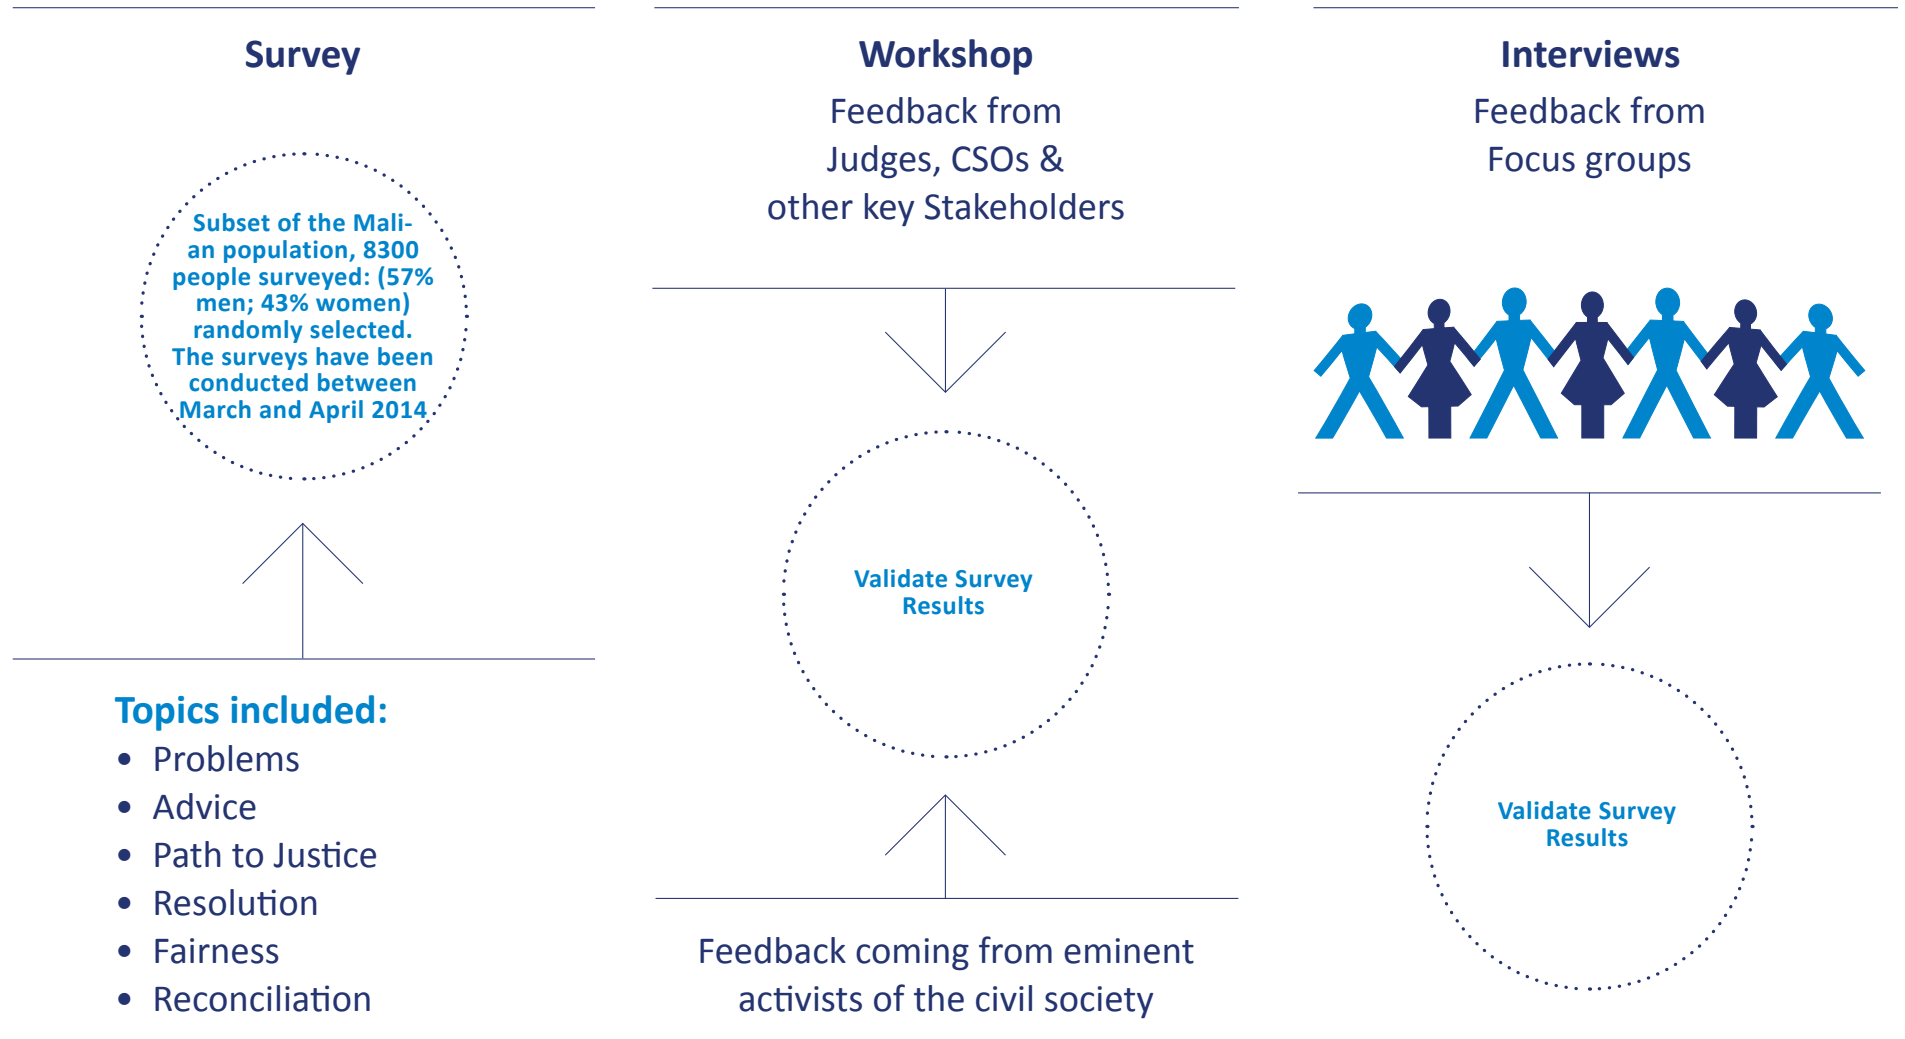 Survey
Subset of the Mali-
an population, 8300
people surveyed: (57%
men; 43% women)
randomly selected.
The surveys have been
conducted between
March and April 2014
Topics included:
• Problems
• Advice
• Path to Justice
• Resolution
• Fairness
• Reconciliation
Workshop
Feedback from
Judges, CSOs &
other key Stakeholders
Validate Survey
Results
Feedback coming from eminent
activists of the civil society
Interviews
Feedback from
Focus groups
Validate Survey
Results